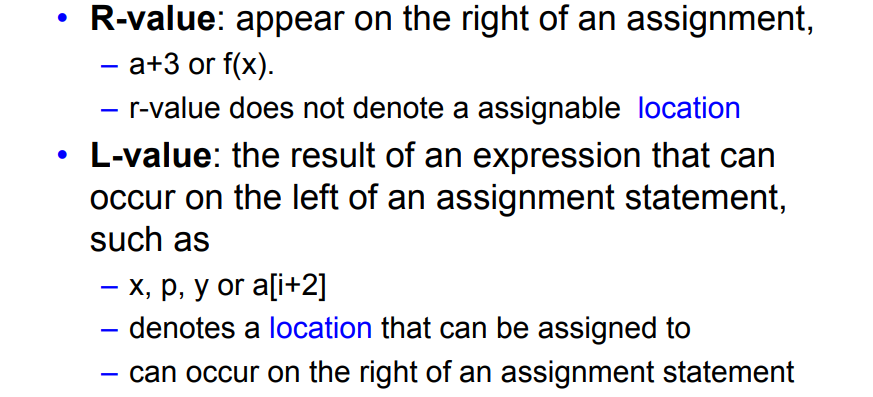 • R-value: appear on the right of an assignment,
– a+3 or f(x).
– r-value does not denote a assignable location
• L-value: the result of an expression that can
occur on the left of an assignment statement,
such as
– x, p, y or a[i+2]
– denotes a location that can be assigned to
– can occur on the right of an assignment statement